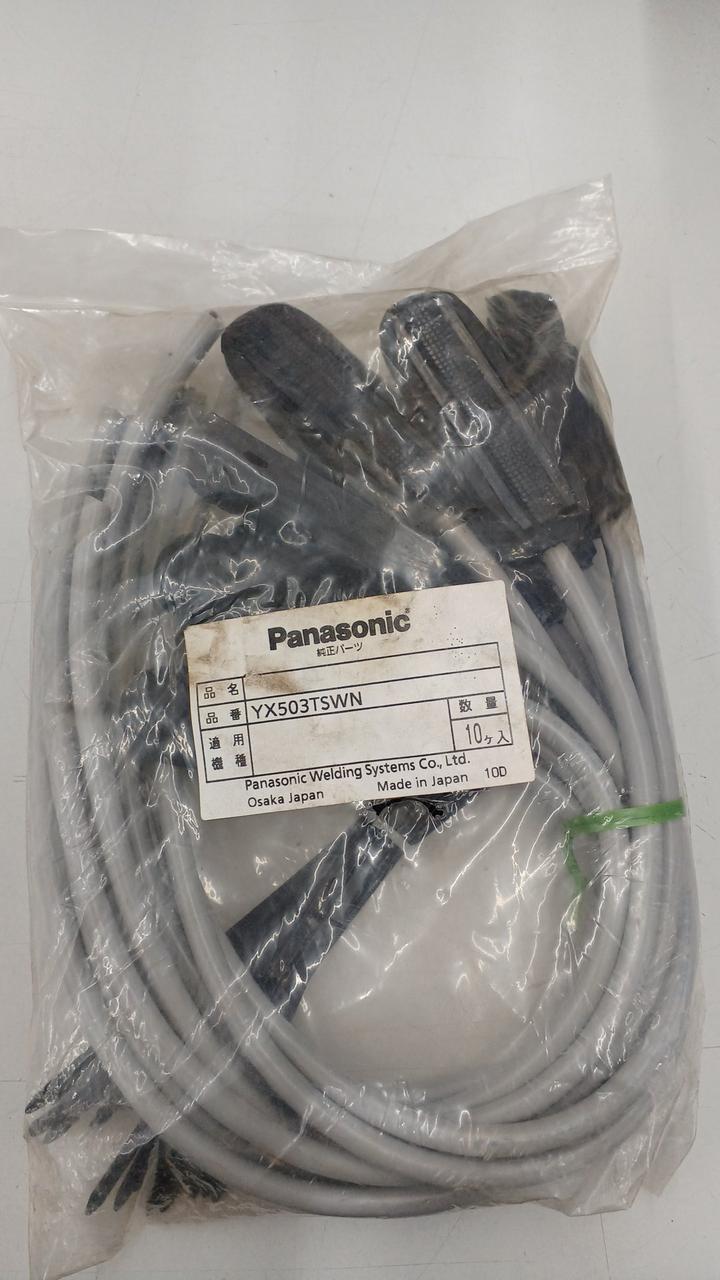 Panasonic®
純正パーツ
品名
品番 YX503TSWN 数量
適用機種 10ヶ入
Panasonic Welding Systems Co., Ltd.
Osaka Japan Made in Japan 10D